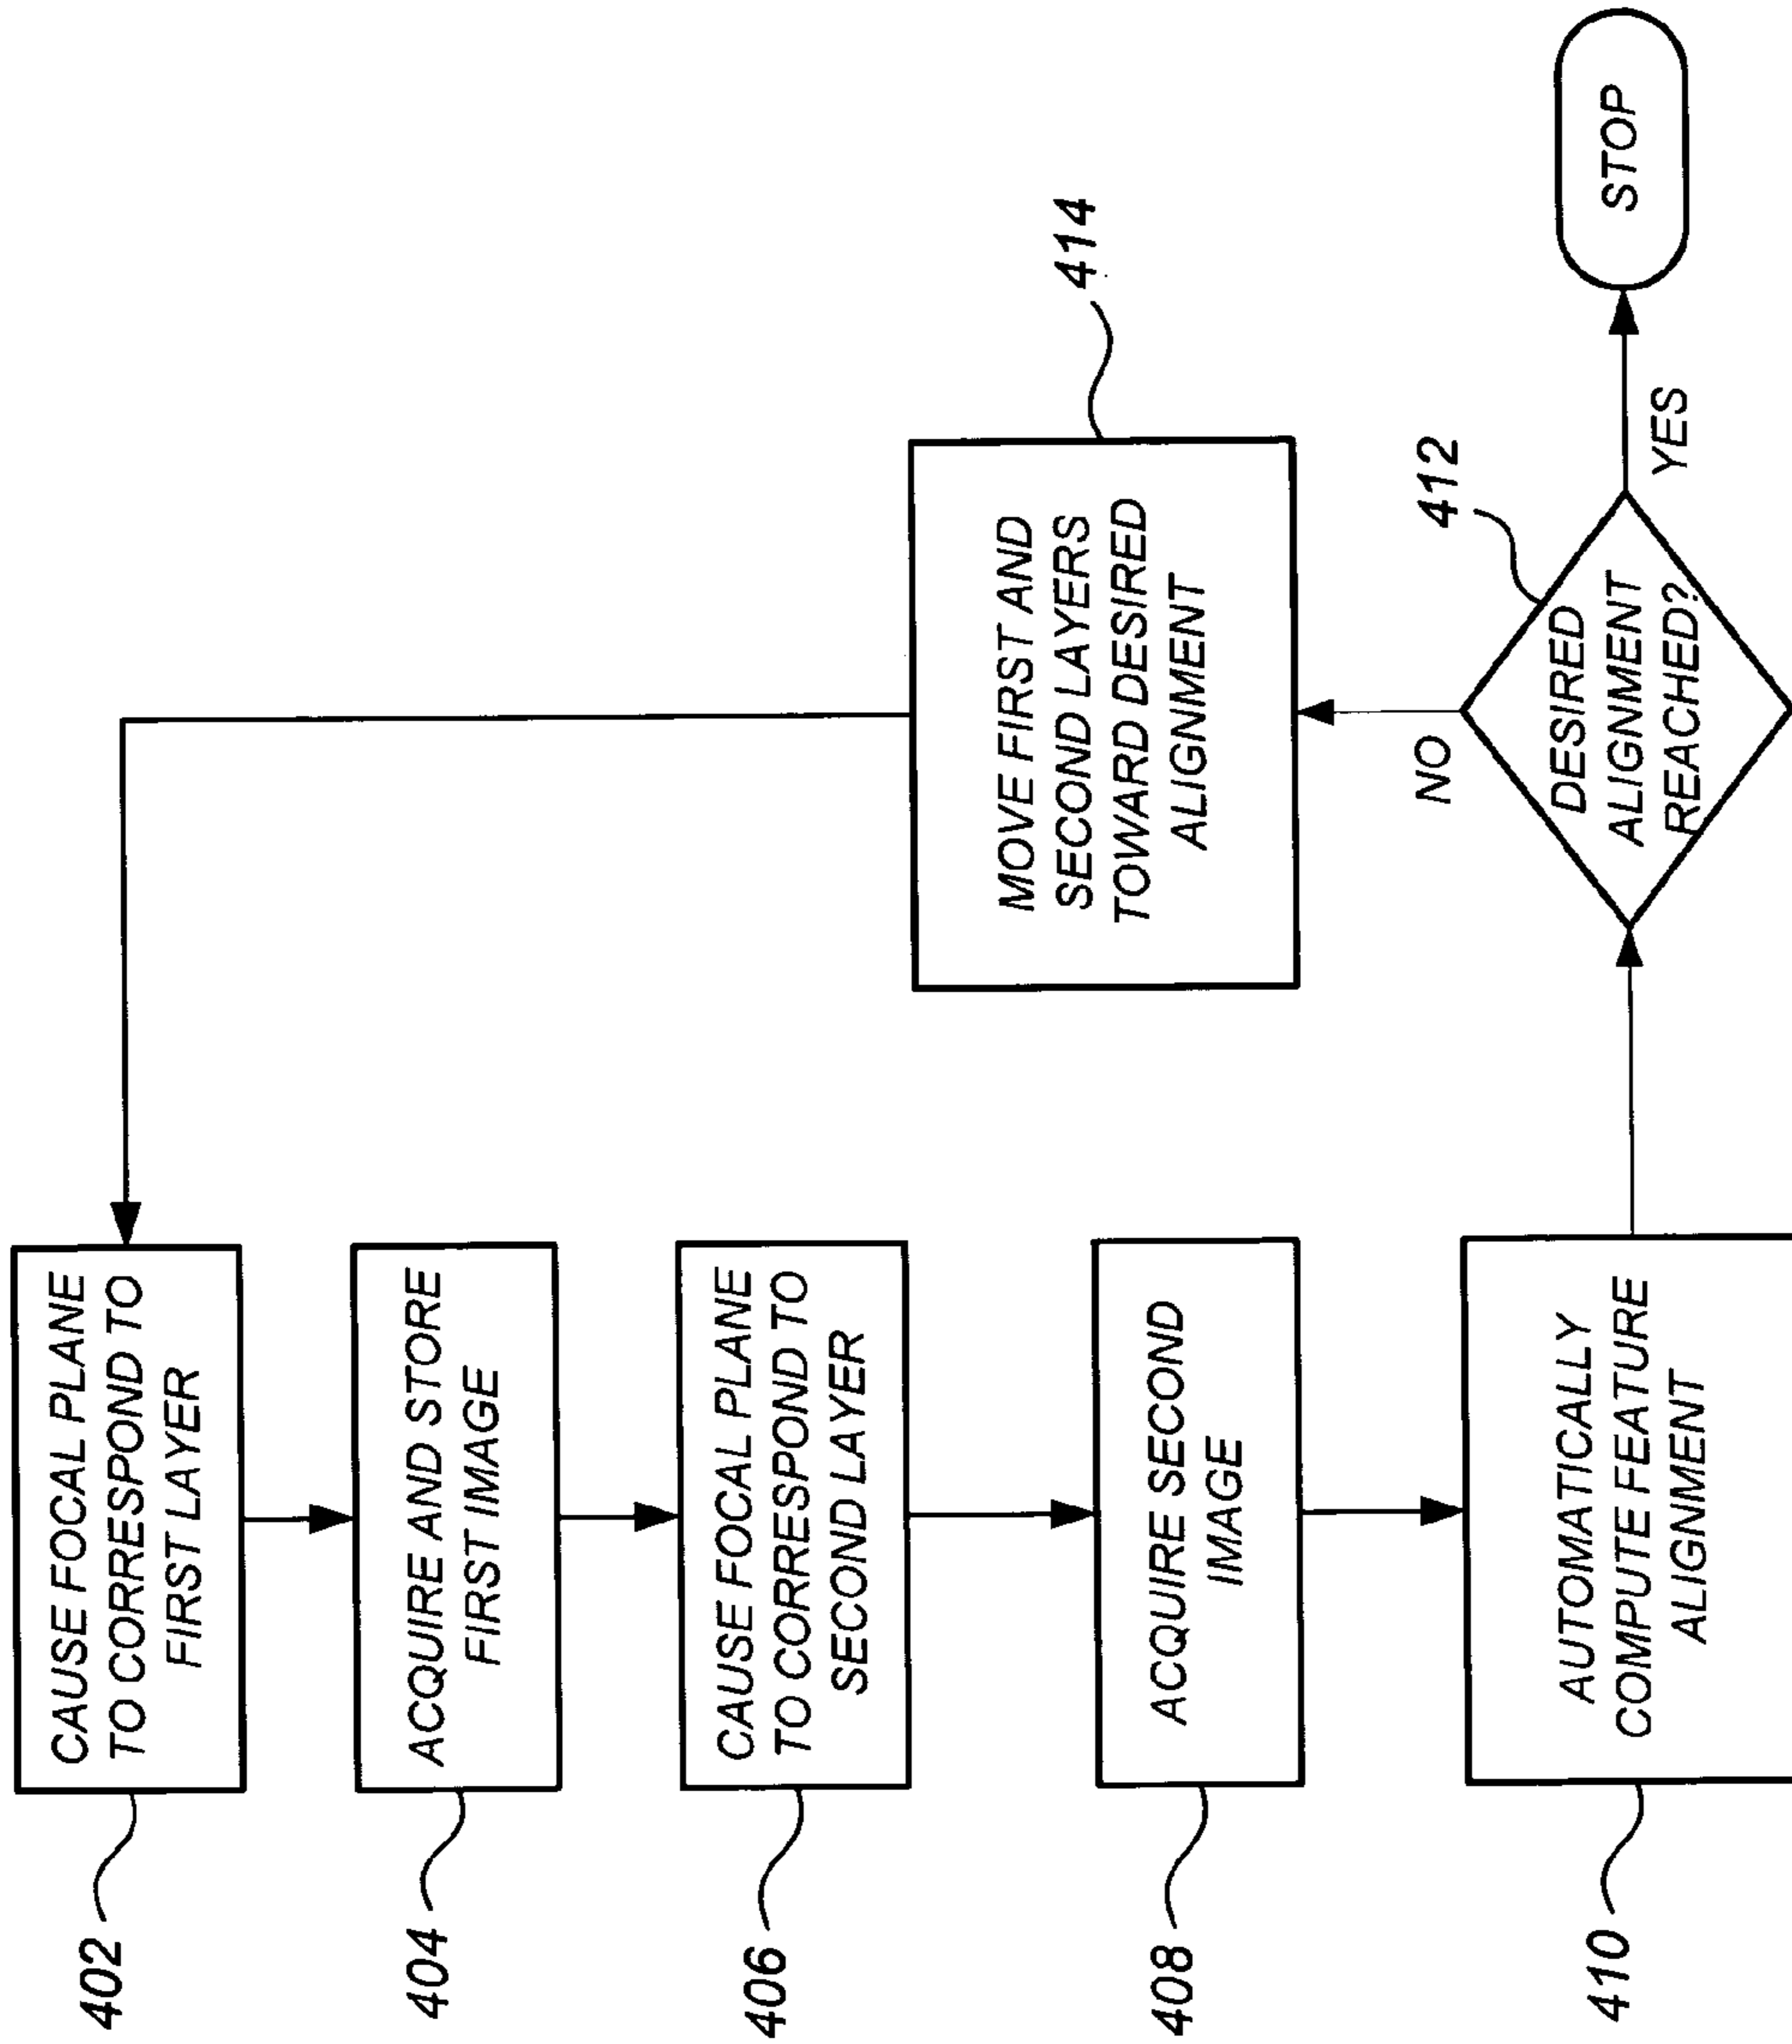 402
CAUSE FOCAL PLANE
TO CORRESPOND TO
FIRST LAYER
404
ACQUIRE AND STORE
FIRST IMAGE
406
CAUSE FOCAL PLANE
TO CORRESPOND TO
SECOND LAYER
408
ACQUIRE SECOND
IMAGE
410
AUTOMATICALLY
COMPUTE FEATURE
ALIGNMENT
412
DESIRED
ALIGNMENT
REACHED?
NO
YES
414
MOVE FIRST AND
SECOND LAYERS
TOWARD DESIRED
ALIGNMENT
STOP